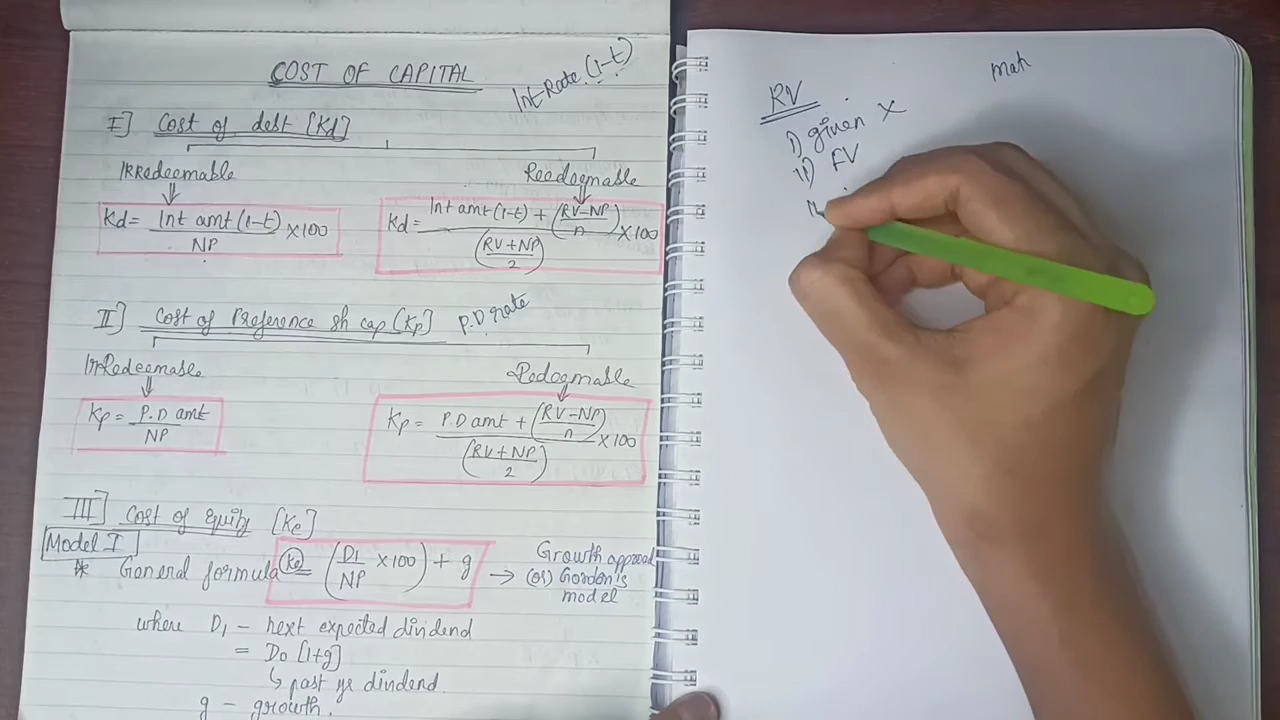 COST OF CAPITAL
Int Rate (1-t)
I] Cost of debt [Kd]
IRRedeemable
Reedeemable
Kd = Int amt (1-t) / NP × 100
Kd = Int amt (1-t) + (RV-NP / n) / (RV+NP / 2) × 100
II] Cost of Preference sh cap [Kp] P.D rate
IrrRedeemable
Redeemable
Kp = P.D amt / NP
Kp = P.D amt + (RV-NP / n) / (RV+NP / 2) × 100
III] Cost of equity [Ke]
Model I
* General formula Ke = (D1 / NP × 100) + g → Growth approach
(or) Gordon's
model
where D1 - next expected dividend
= Do [1+g]
↳ past yr dividend.
g - growth.
RV
i) given ×
ii) FV